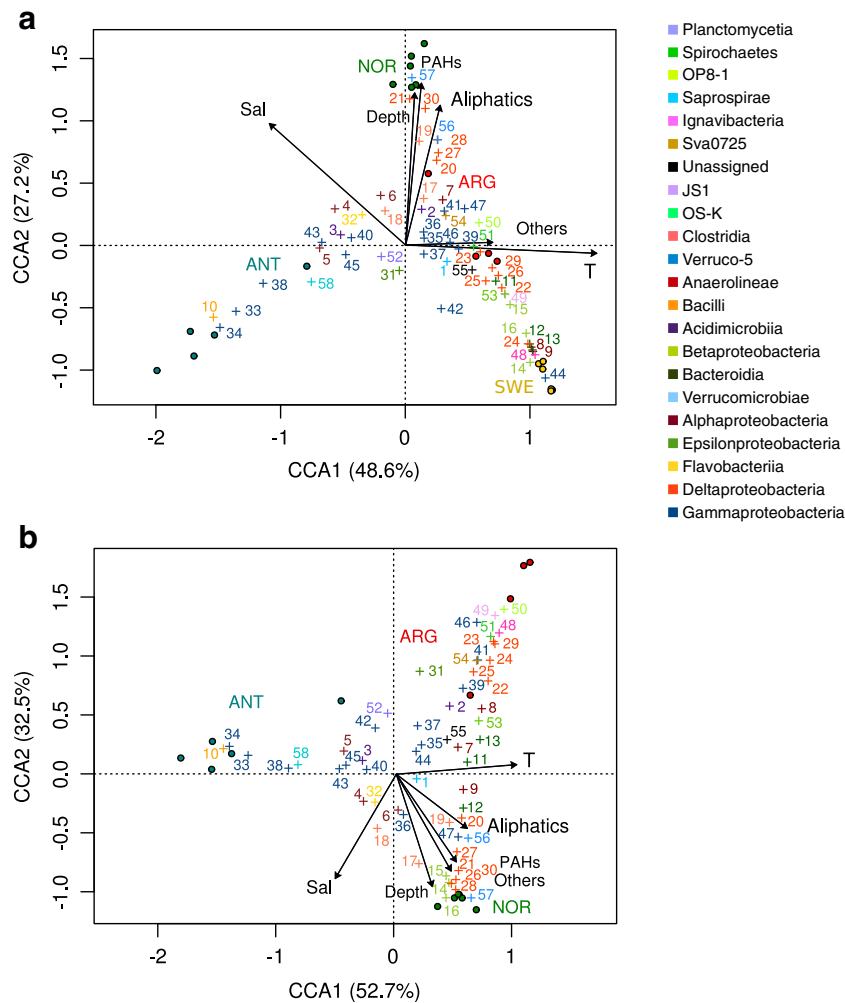 a
NOR
PAHs
57
21
30
Depth
Aliphatics
Sal
19
56
28
27
20
17
ARG
6
7
4
32
18
2
41
47
50
3
36
54
Others
43
40
35
46
39
51
T
ANT
5
45
52
37
23
29
1
55
26
38
58
31
25
11
22
53
49
10
33
42
15
34
16
12
24
8
13
48
9
14
44
SWE
-2
-1
0
1
-1.0
-0.5
0.0
0.5
1.0
1.5
CCA1 (48.6%)
CCA2 (27.2%)
Planctomycetia
Spirochaetes
OP8-1
Saprospirae
Ignavibacteria
Sva0725
Unassigned
JS1
OS-K
Clostridia
Verruco-5
Anaerolineae
Bacilli
Acidimicrobiia
Betaproteobacteria
Bacteroidia
Verrucomicrobiae
Alphaproteobacteria
Epsilonproteobacteria
Flavobacteriia
Deltaproteobacteria
Gammaproteobacteria
b
49
50
46
51
48
ARG
23
29
41
54
24
31
25
22
39
ANT
52
2
8
42
37
53
34
55
13
10
5
3
35
7
33
38
58
45
40
44
11
T
43
1
4
32
9
6
36
12
18
19
20
Aliphatics
47
56
27
17
21
PAHs
15
26
30
Sal
Depth
14
28
Others
16
57
NOR
-2
-1
0
1
-1.0
-0.5
0.0
0.5
1.0
1.5
CCA1 (52.7%)
CCA2 (32.5%)